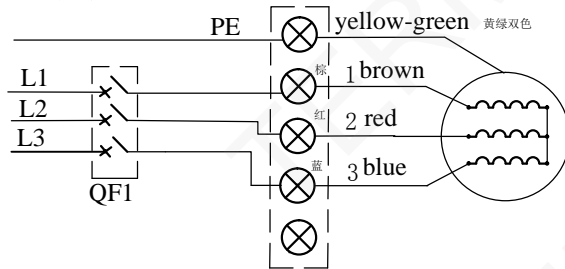 PE
yellow-green 黄绿双色
L1
棕
1 brown
L2
红
2 red
L3
蓝
3 blue
QF1